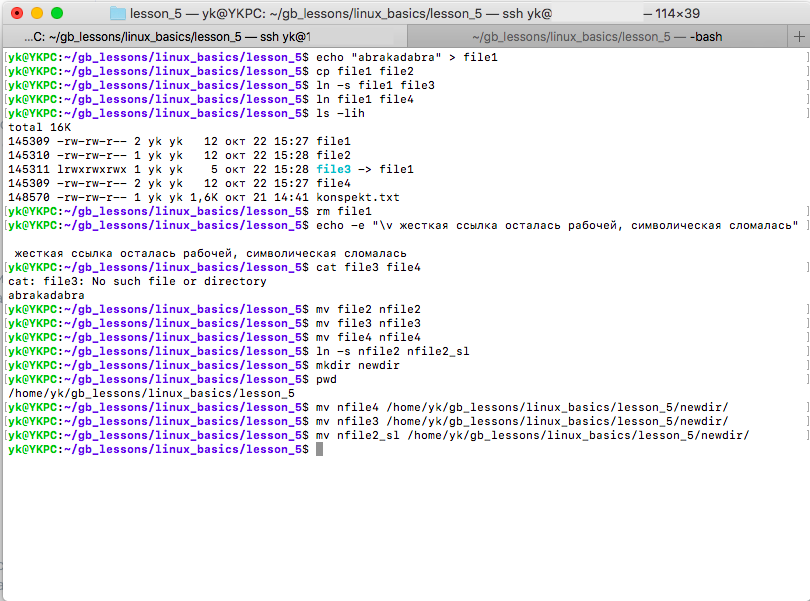 lesson_5 — yk@YKPC: ~/gb_lessons/linux_basics/lesson_5 — ssh yk@ — 114×39
...C: ~/gb_lessons/linux_basics/lesson_5 — ssh yk@1 ~/gb_lessons/linux_basics/lesson_5 — -bash +
[yk@YKPC:~/gb_lessons/linux_basics/lesson_5$ echo "abrakadabra" > file1 ]
[yk@YKPC:~/gb_lessons/linux_basics/lesson_5$ cp file1 file2 ]
[yk@YKPC:~/gb_lessons/linux_basics/lesson_5$ ln -s file1 file3 ]
[yk@YKPC:~/gb_lessons/linux_basics/lesson_5$ ln file1 file4 ]
[yk@YKPC:~/gb_lessons/linux_basics/lesson_5$ ls -lih ]
total 16K
145309 -rw-rw-r-- 2 yk yk   12 окт 22 15:27 file1
145310 -rw-rw-r-- 1 yk yk   12 окт 22 15:28 file2
145311 lrwxrwxrwx 1 yk yk    5 окт 22 15:28 file3 -> file1
145309 -rw-rw-r-- 2 yk yk   12 окт 22 15:27 file4
148570 -rw-rw-r-- 1 yk yk 1,6K окт 21 14:41 konspekt.txt
[yk@YKPC:~/gb_lessons/linux_basics/lesson_5$ rm file1 ]
[yk@YKPC:~/gb_lessons/linux_basics/lesson_5$ echo -e "\v жесткая ссылка осталась рабочей, символическая сломалась" ]
жесткая ссылка осталась рабочей, символическая сломалась
[yk@YKPC:~/gb_lessons/linux_basics/lesson_5$ cat file3 file4 ]
cat: file3: No such file or directory
abrakadabra
[yk@YKPC:~/gb_lessons/linux_basics/lesson_5$ mv file2 nfile2 ]
[yk@YKPC:~/gb_lessons/linux_basics/lesson_5$ mv file3 nfile3 ]
[yk@YKPC:~/gb_lessons/linux_basics/lesson_5$ mv file4 nfile4 ]
[yk@YKPC:~/gb_lessons/linux_basics/lesson_5$ ln -s nfile2 nfile2_sl ]
[yk@YKPC:~/gb_lessons/linux_basics/lesson_5$ mkdir newdir ]
[yk@YKPC:~/gb_lessons/linux_basics/lesson_5$ pwd ]
/home/yk/gb_lessons/linux_basics/lesson_5
[yk@YKPC:~/gb_lessons/linux_basics/lesson_5$ mv nfile4 /home/yk/gb_lessons/linux_basics/lesson_5/newdir/ ]
[yk@YKPC:~/gb_lessons/linux_basics/lesson_5$ mv nfile3 /home/yk/gb_lessons/linux_basics/lesson_5/newdir/ ]
[yk@YKPC:~/gb_lessons/linux_basics/lesson_5$ mv nfile2_sl /home/yk/gb_lessons/linux_basics/lesson_5/newdir/ ]
yk@YKPC:~/gb_lessons/linux_basics/lesson_5$